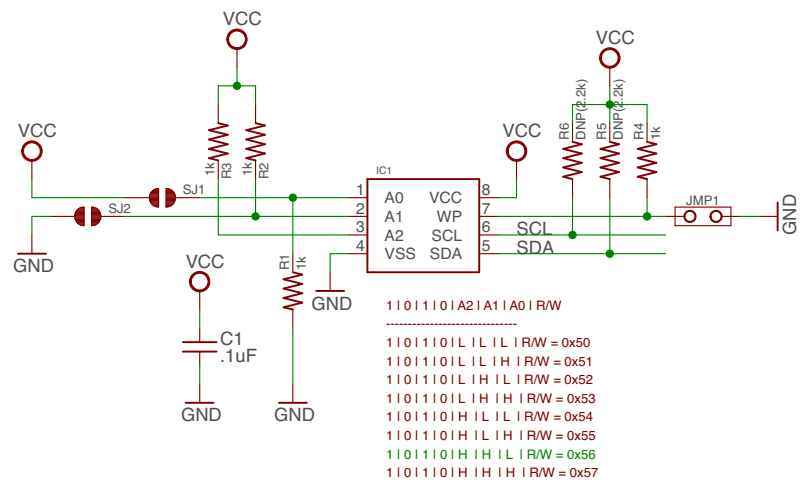 VCC
VCC
VCC
VCC
R3
1k
R2
1k
R6
DNP(2.2k)
R5
DNP(2.2k)
R4
1k
SJ1
SJ2
GND
IC1
1 A0 VCC 8
2 A1 WP 7
3 A2 SCL 6
4 VSS SDA 5
SCL
SDA
JMP1
GND
VCC
R1
1k
GND
C1
.1uF
GND
GND
1 | 0 | 1 | 0 | A2 | A1 | A0 | R/W
----------------------------
1 | 0 | 1 | 0 | L | L | L | R/W = 0x50
1 | 0 | 1 | 0 | L | L | H | R/W = 0x51
1 | 0 | 1 | 0 | L | H | L | R/W = 0x52
1 | 0 | 1 | 0 | L | H | H | R/W = 0x53
1 | 0 | 1 | 0 | H | L | L | R/W = 0x54
1 | 0 | 1 | 0 | H | L | H | R/W = 0x55
1 | 0 | 1 | 0 | H | H | L | R/W = 0x56
1 | 0 | 1 | 0 | H | H | H | R/W = 0x57